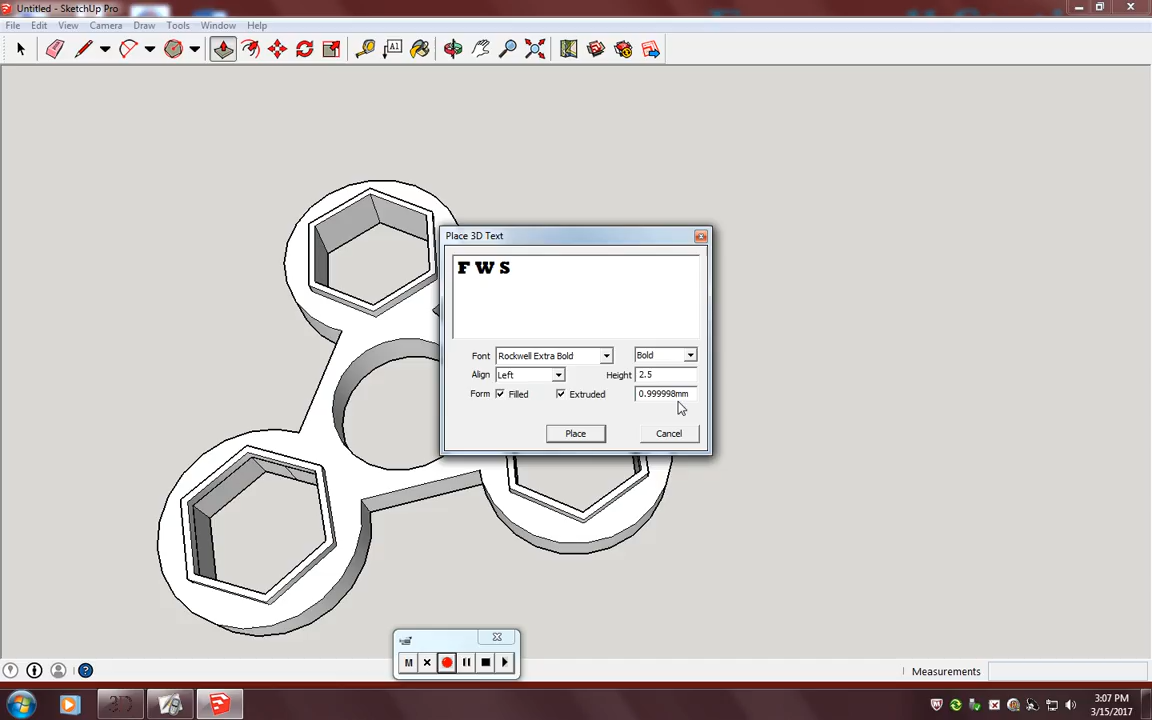 Untitled - SketchUp Pro
File Edit View Camera Draw Tools Window Help
A1
Place 3D Text
F W S
Font Rockwell Extra Bold Bold
Align Left Height 2.5
Form Filled Extruded 0.999998mm
Place Cancel
M
Measurements
3D
3:07 PM
3/15/2017